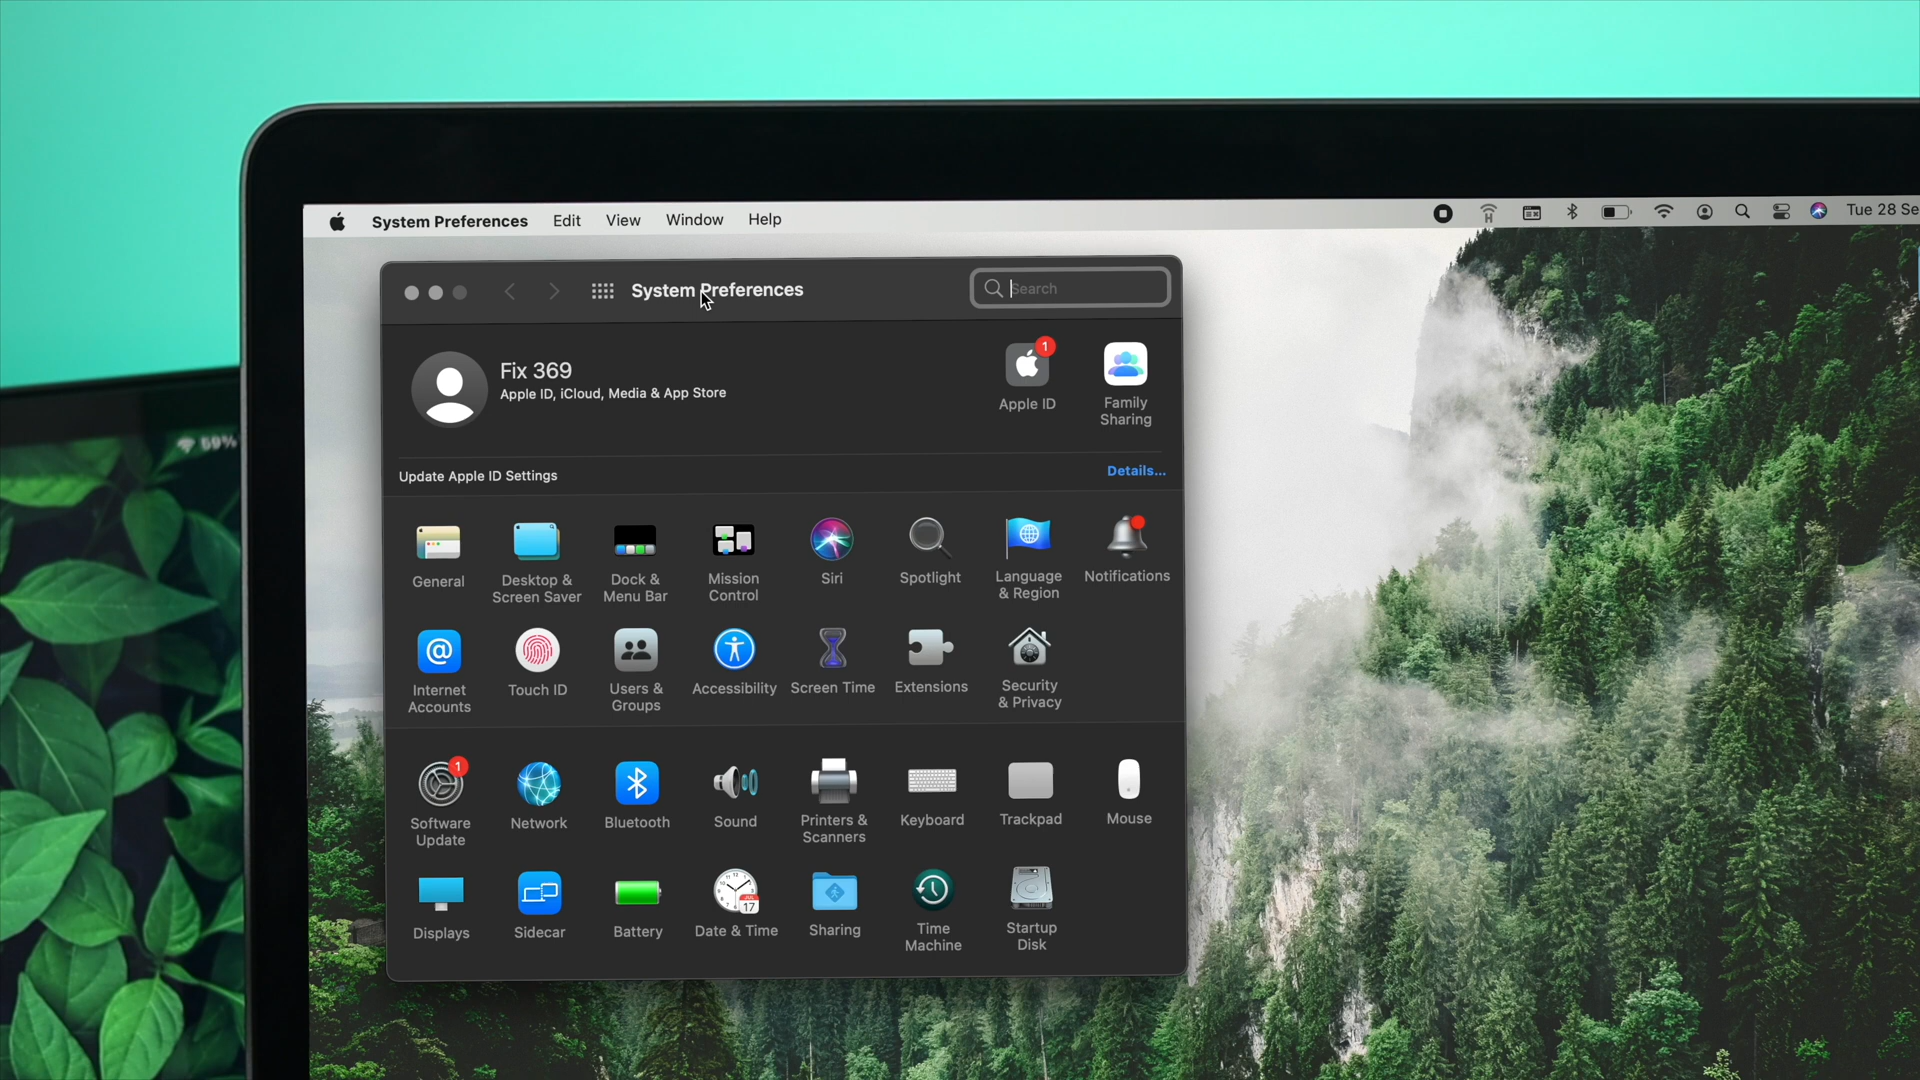 System Preferences Edit View Window Help
Tue 28 Se
System Preferences
Search
59%
Fix 369
Apple ID, iCloud, Media & App Store
1
Apple ID
Family
Sharing
Update Apple ID Settings
Details...
General
Desktop &
Screen Saver
Dock &
Menu Bar
Mission
Control
Siri
Spotlight
Language
& Region
Notifications
@
Internet
Accounts
Touch ID
Users &
Groups
Accessibility
Screen Time
Extensions
Security
& Privacy
1
Software
Update
Network
Bluetooth
Sound
Printers &
Scanners
Keyboard
Trackpad
Mouse
Displays
Sidecar
Battery
JUL
17
Date & Time
Sharing
Time
Machine
Startup
Disk